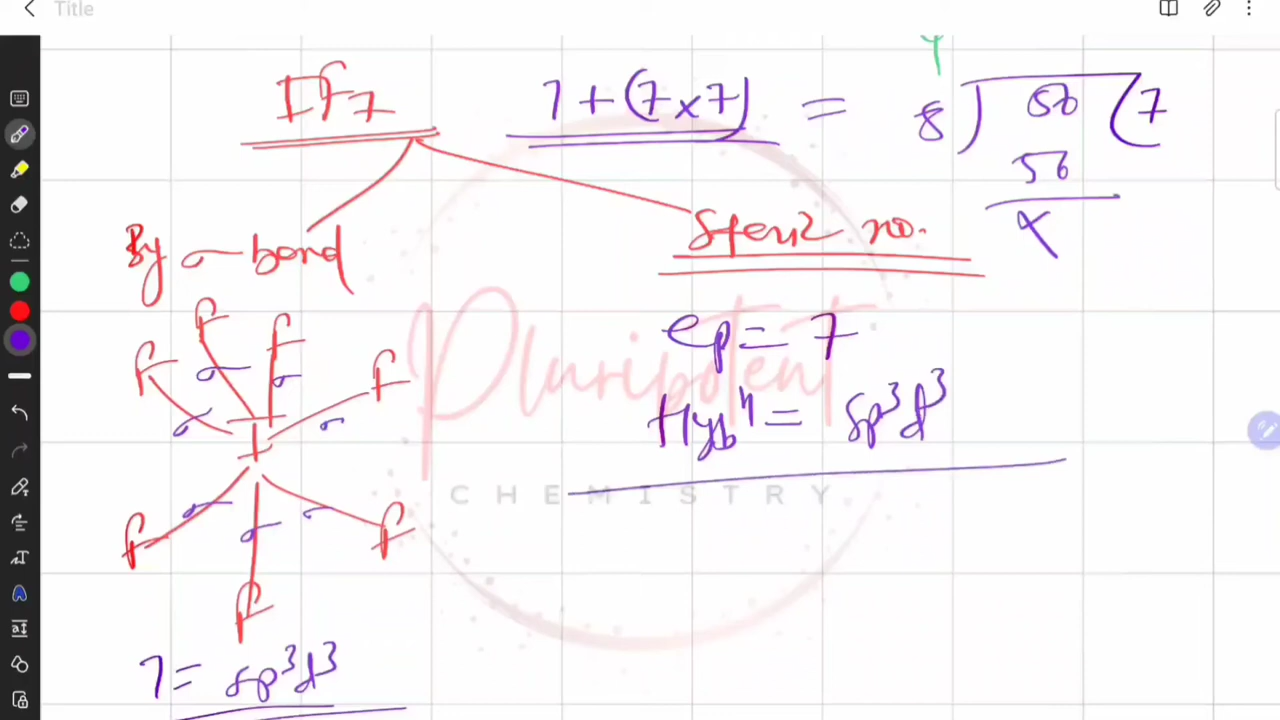 Title
IF7 7+(7×7) = 8) 56 (7
56
×
By σ-bond Steric no.
ep = 7
Hybⁿ = sp³d³
F F F F
σ σ σ σ
I
σ σ σ
F F F
7 = sp³d³
Pluripotent
CHEMISTRY